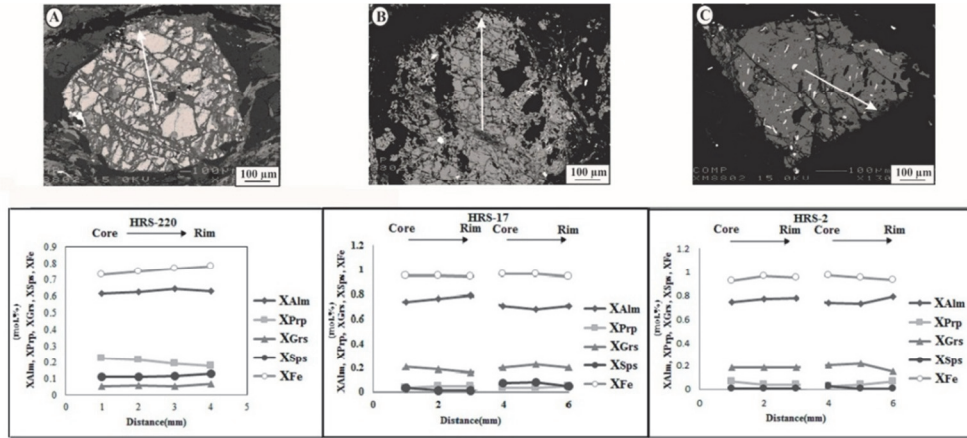 A
100 µm
B
100 µm
C
COMP
100 µm
HRS-220
Core Rim
XAlm, XPrp, XGrs, XSps, XFe
(mol%)
0.9
0.8
0.7
0.6
0.5
0.4
0.3
0.2
0.1
0
0 1 2 3 4 5
Distance(mm)
XAlm
XPrp
XGrs
XSps
XFe
HRS-17
Core Rim Core Rim
XAlm, XPrp, XGrs, XSps, XFe
(mol%)
1.2
1
0.8
0.6
0.4
0.2
0
0 2 4 6
Distance(mm)
XAlm
XPrp
XGrs
XSps
XFe
HRS-2
Core Rim Core Rim
XAlm, XPrp, XGrs, XSps, XFe
(mol%)
1.2
1
0.8
0.6
0.4
0.2
0
0 2 4 6
Distance(mm)
XAlm
XPrp
XGrs
XSps
XFe